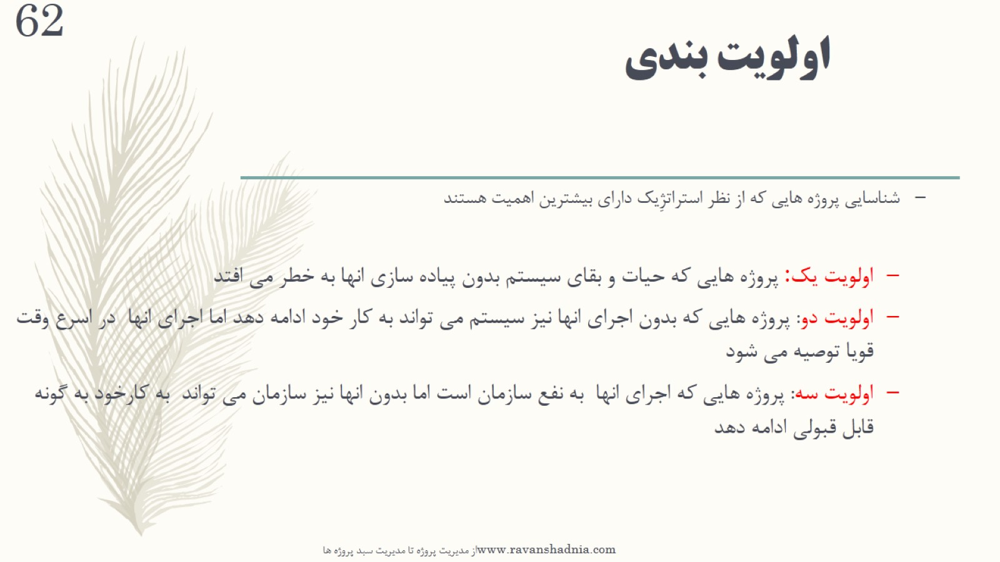 62
اولویت بندی
– شناسایی پروژه هایی که از نظر استراتژِیک دارای بیشترین اهمیت هستند
– اولویت یک: پروژه هایی که حیات و بقای سیستم بدون پیاده سازی انها به خطر می افتد
– اولویت دو: پروژه هایی که بدون اجرای انها نیز سیستم می تواند به کار خود ادامه دهد اما اجرای انها در اسرع وقت
قویا توصیه می شود
– اولویت سه: پروژه هایی که اجرای انها به نفع سازمان است اما بدون انها نیز سازمان می تواند به کارخود به گونه
قابل قبولی ادامه دهد
www.ravanshadnia.comاز مدیریت پروژه تا مدیریت سبد پروژه ها